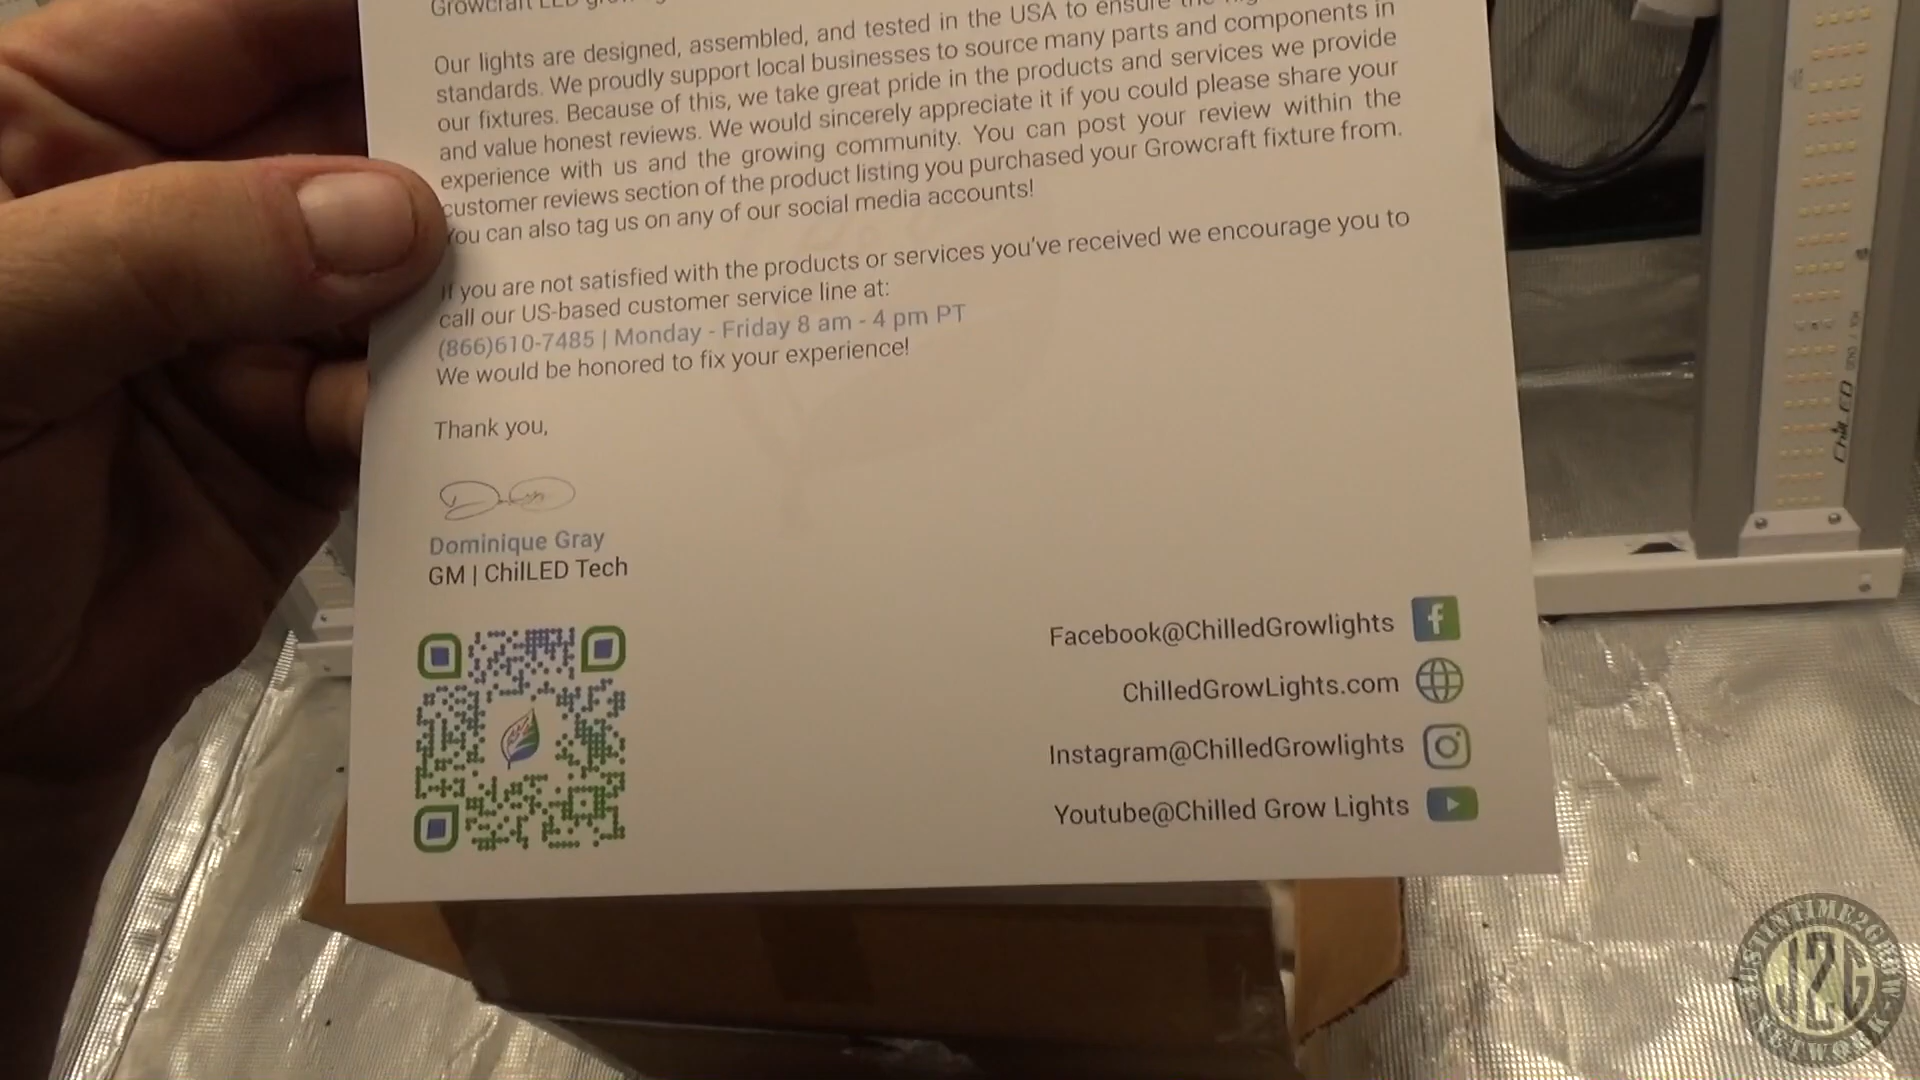 Growcraft LED
Our lights are designed, assembled, and tested in the USA to ensure the
standards. We proudly support local businesses to source many parts and components in
our fixtures. Because of this, we take great pride in the products and services we provide
and value honest reviews. We would sincerely appreciate it if you could please share your
experience with us and the growing community. You can post your review within the
customer reviews section of the product listing you purchased your Growcraft fixture from.
You can also tag us on any of our social media accounts!
If you are not satisfied with the products or services you've received we encourage you to
call our US-based customer service line at:
(866)610-7485 | Monday - Friday 8 am - 4 pm PT
We would be honored to fix your experience!
Thank you,
Dominique Gray
GM | ChilLED Tech
Facebook@ChilledGrowlights
ChilledGrowLights.com
Instagram@ChilledGrowlights
Youtube@Chilled Grow Lights
ChilLED
JUSTINTIME2GROW
J2G
NETWORK